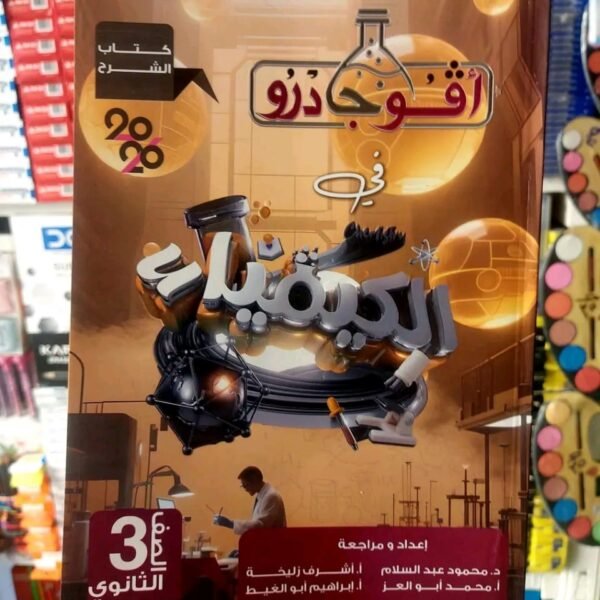 كتاب
الشرح
2026
أڤوجادرو
في
الكيمياء
الصف
3
الثانوي
إعداد و مراجعة
د. محمود عبد السلام
أ. أشرف زليخة
أ. محمد أبو العز
أ. إبراهيم أبو الغيط